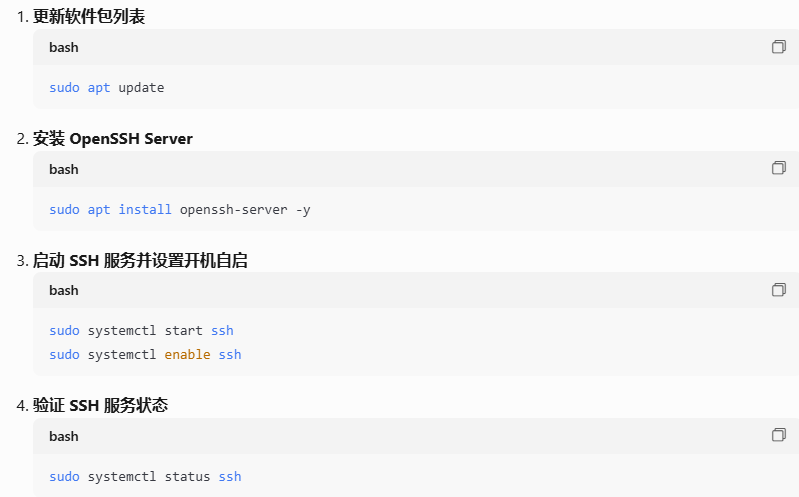 1. 更新软件包列表
bash
sudo apt update
2. 安装 OpenSSH Server
bash
sudo apt install openssh-server -y
3. 启动 SSH 服务并设置开机自启
bash
sudo systemctl start ssh
sudo systemctl enable ssh
4. 验证 SSH 服务状态
bash
sudo systemctl status ssh